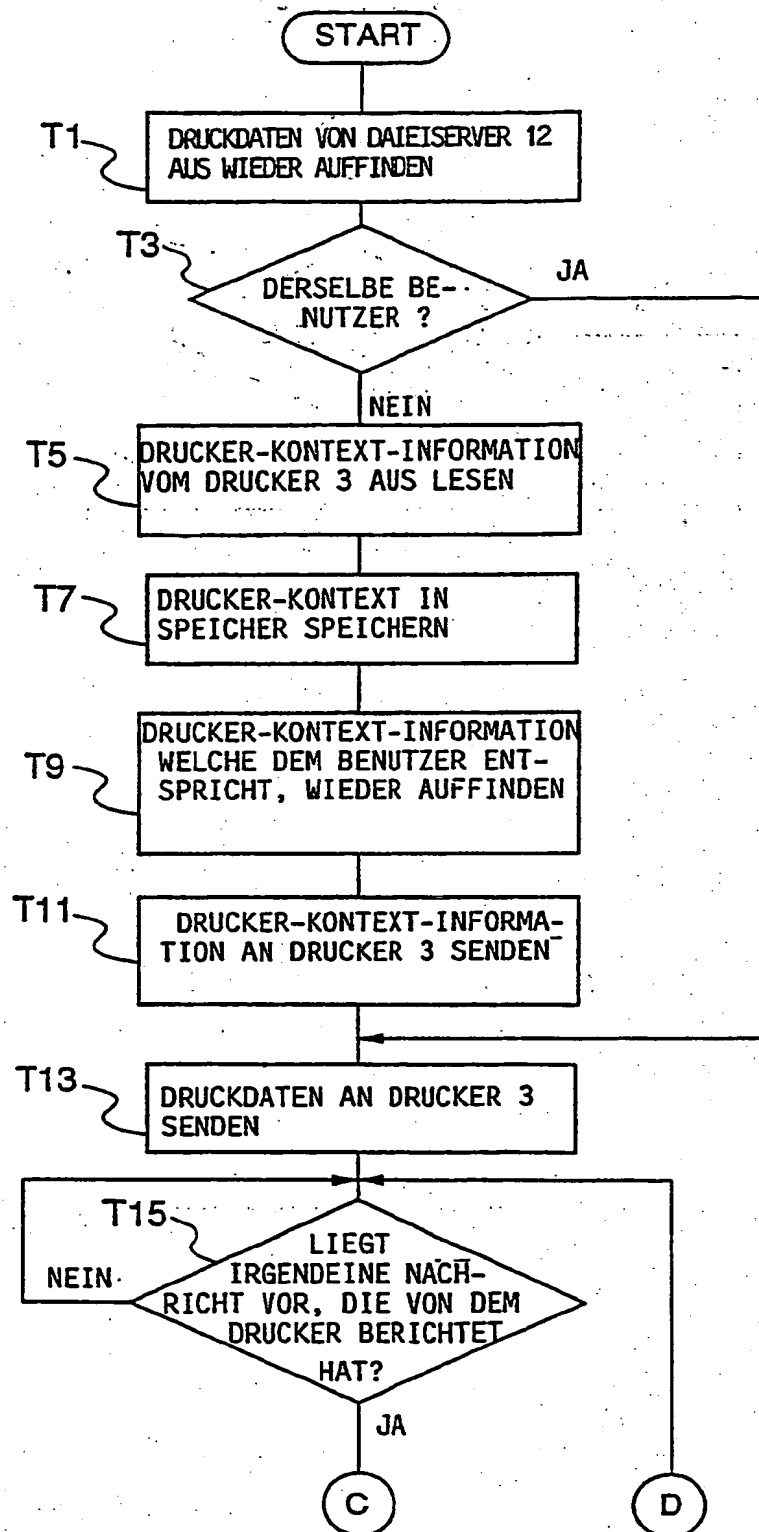 START
T1
DRUCKDATEN VON DAIEISERVER 12
AUS WIEDER AUFFINDEN
T3
DERSELBE BE-
NUTZER ?
JA
NEIN
T5
DRUCKER-KONTEXT-INFORMATION
VOM DRUCKER 3 AUS LESEN
T7
DRUCKER-KONTEXT IN
SPEICHER SPEICHERN
T9
DRUCKER-KONTEXT-INFORMATION
WELCHE DEM BENUTZER ENT-
SPRICHT, WIEDER AUFFINDEN
T11
DRUCKER-KONTEXT-INFORMA-
TION AN DRUCKER 3 SENDEN
T13
DRUCKDATEN AN DRUCKER 3
SENDEN
T15
LIEGT
IRGENDEINE NACH-
RICHT VOR, DIE VON DEM
DRUCKER BERICHTET
HAT?
NEIN
JA
C
D